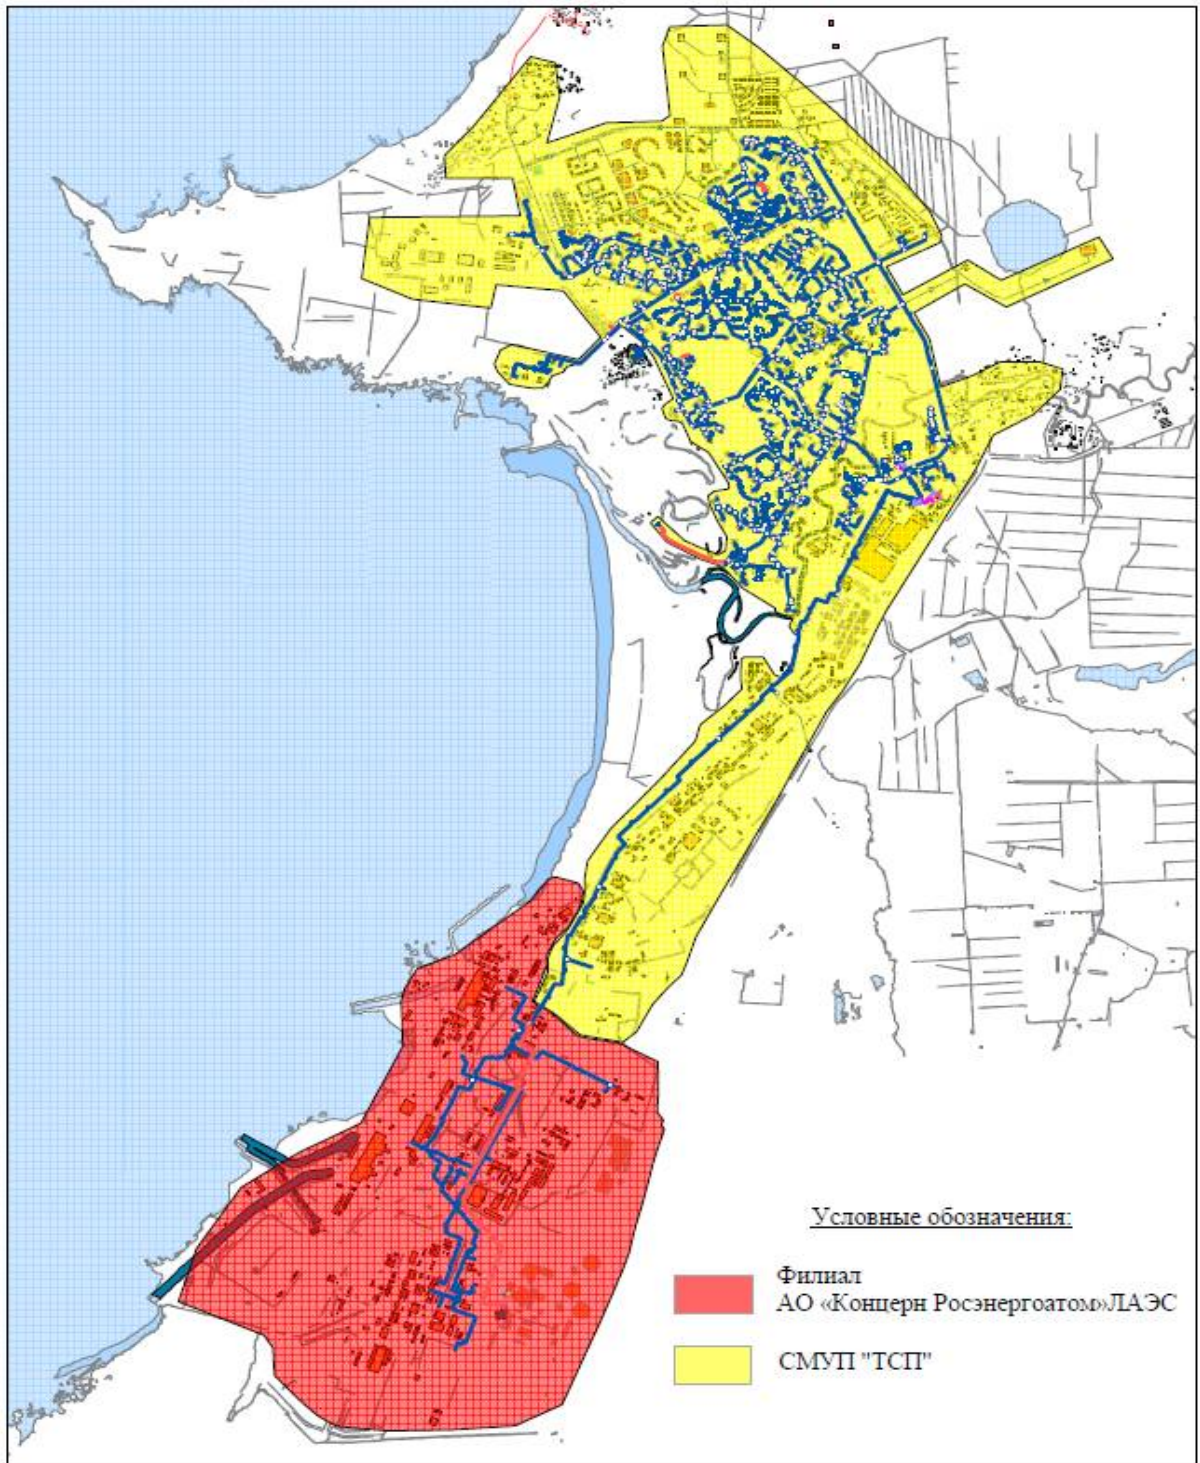 Условные обозначения:
Филиал
АО «Концерн Росэнергоатом»ЛАЭС
СМУП "ТСП"